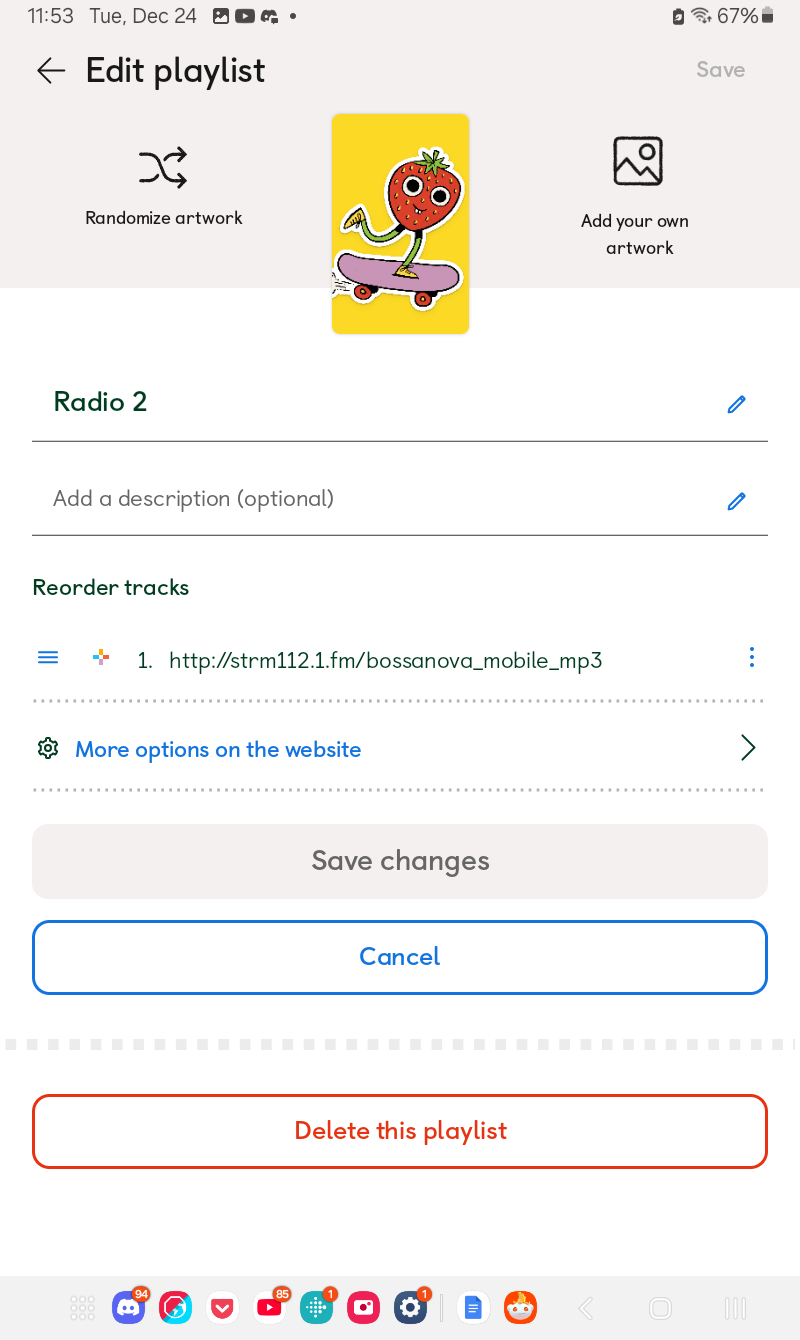 11:53 Tue, Dec 24 67%
Edit playlist Save
Randomize artwork
Add your own
artwork
Radio 2
Add a description (optional)
Reorder tracks
1. http://strm112.1.fm/bossanova_mobile_mp3
More options on the website
Save changes
Cancel
Delete this playlist
94 85 1 1